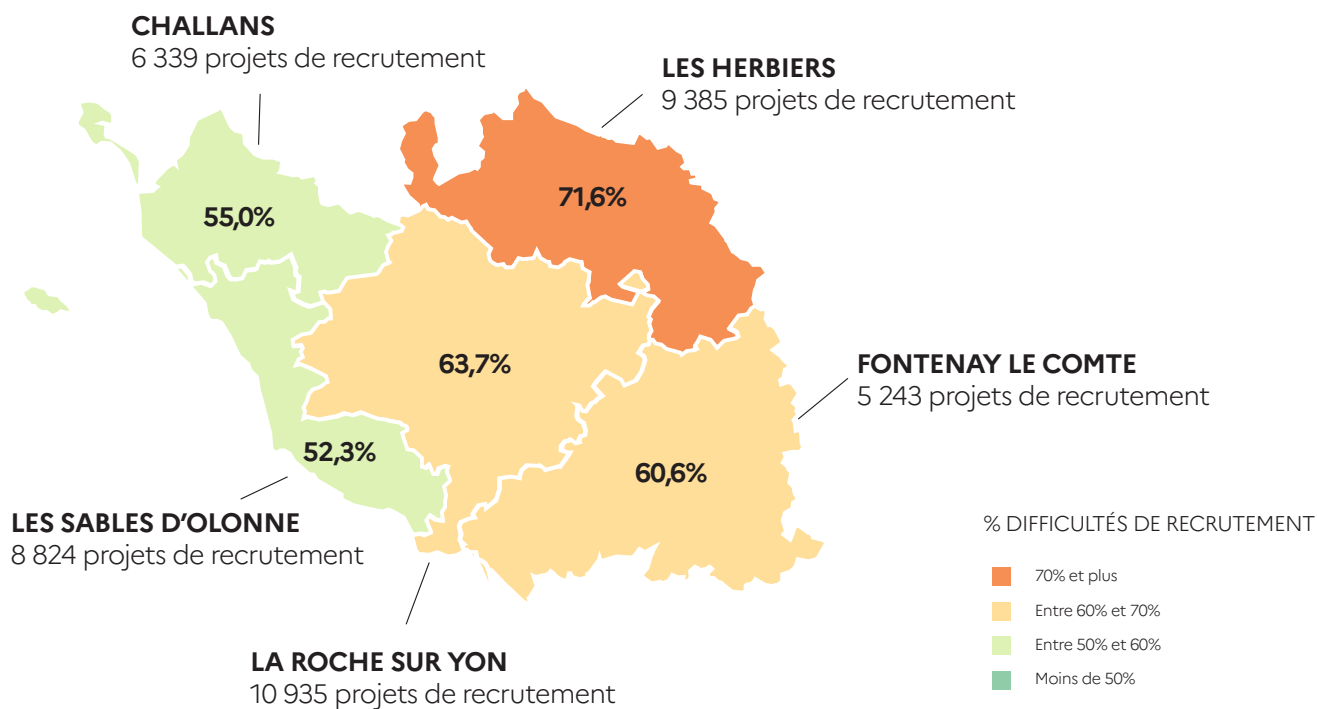 CHALLANS
6 339 projets de recrutement
LES HERBIERS
9 385 projets de recrutement
71,6%
55,0%
63,7%
FONTENAY LE COMTE
5 243 projets de recrutement
52,3%
60,6%
LES SABLES D'OLONNE
8 824 projets de recrutement
LA ROCHE SUR YON
10 935 projets de recrutement
% DIFFICULTÉS DE RECRUTEMENT
70% et plus
Entre 60% et 70%
Entre 50% et 60%
Moins de 50%